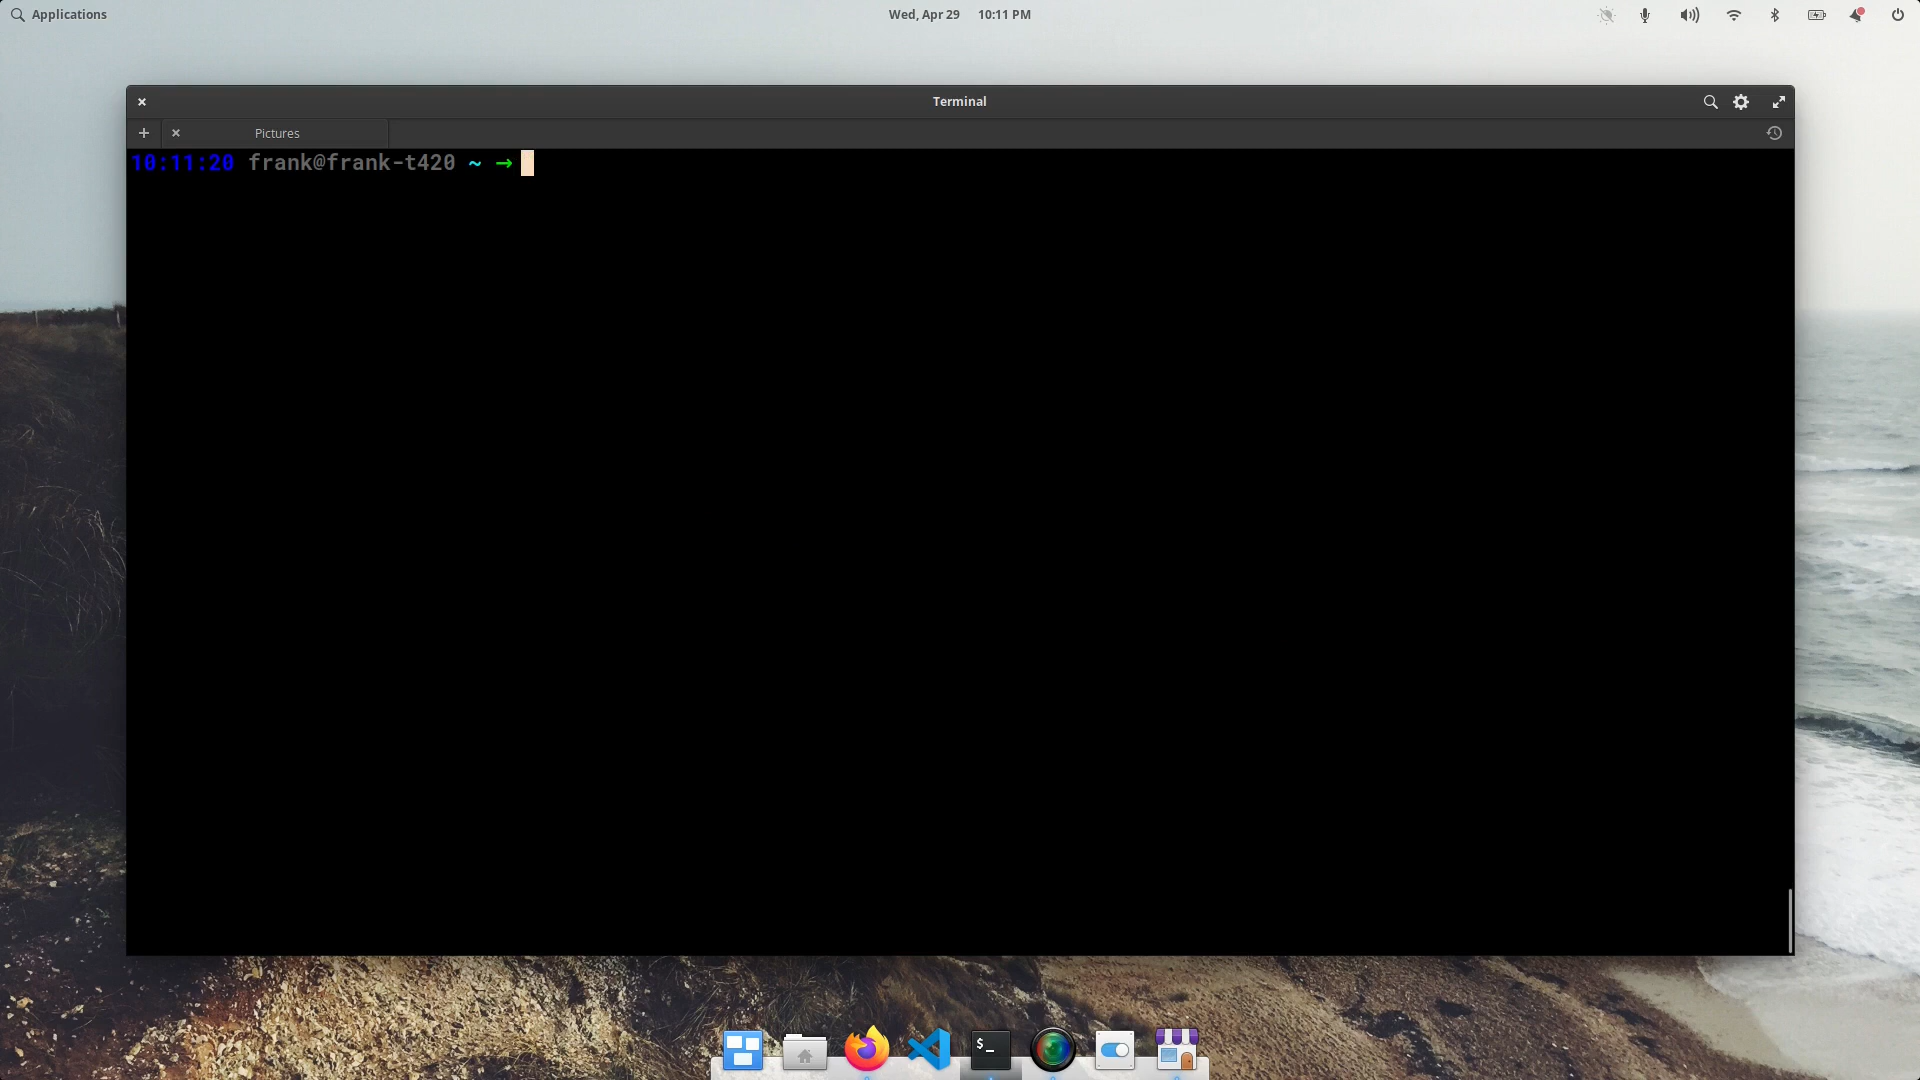 Applications
Wed, Apr 29 10:11 PM
Terminal
Pictures
10:11:20 frank@frank-t420 ~ →
$_